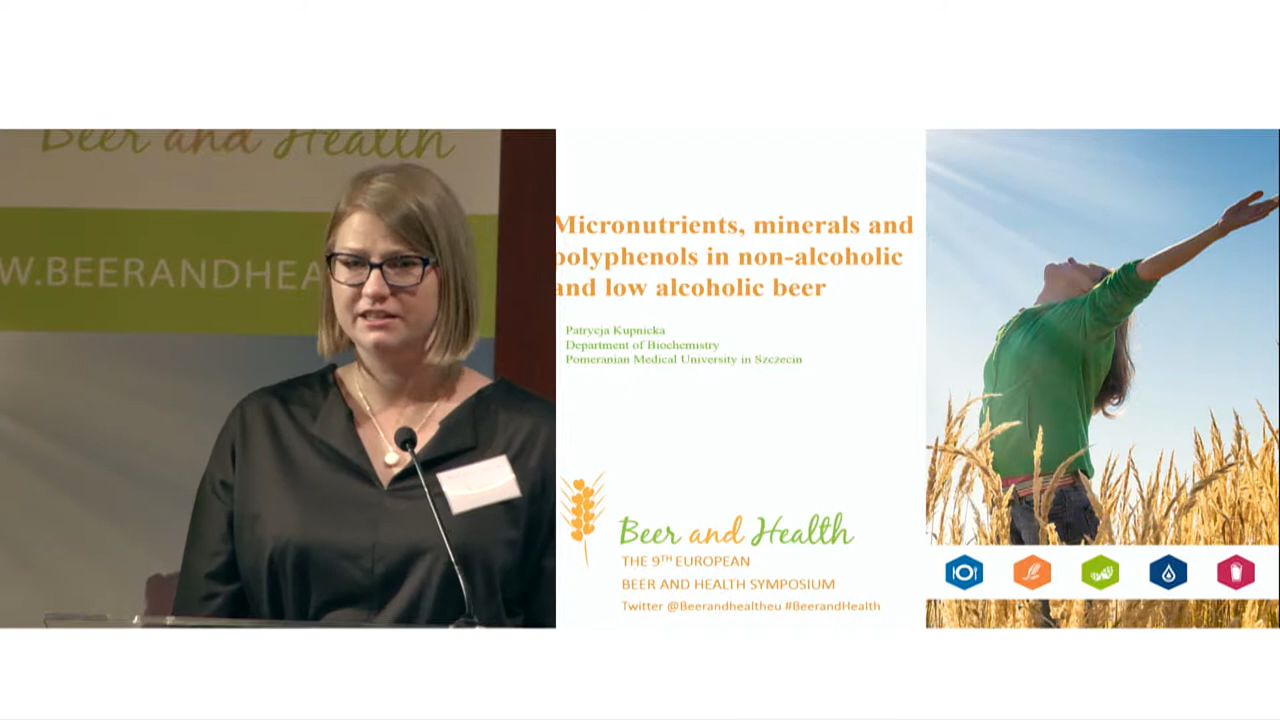 Beer and Health
W.BEERANDHEA
Micronutrients, minerals and
polyphenols in non-alcoholic
and low alcoholic beer
Patrycja Kupnicka
Department of Biochemistry
Pomeranian Medical University in Szczecin
Beer and Health
THE 9TH EUROPEAN
BEER AND HEALTH SYMPOSIUM
Twitter @Beerandhealtheu #BeerandHealth